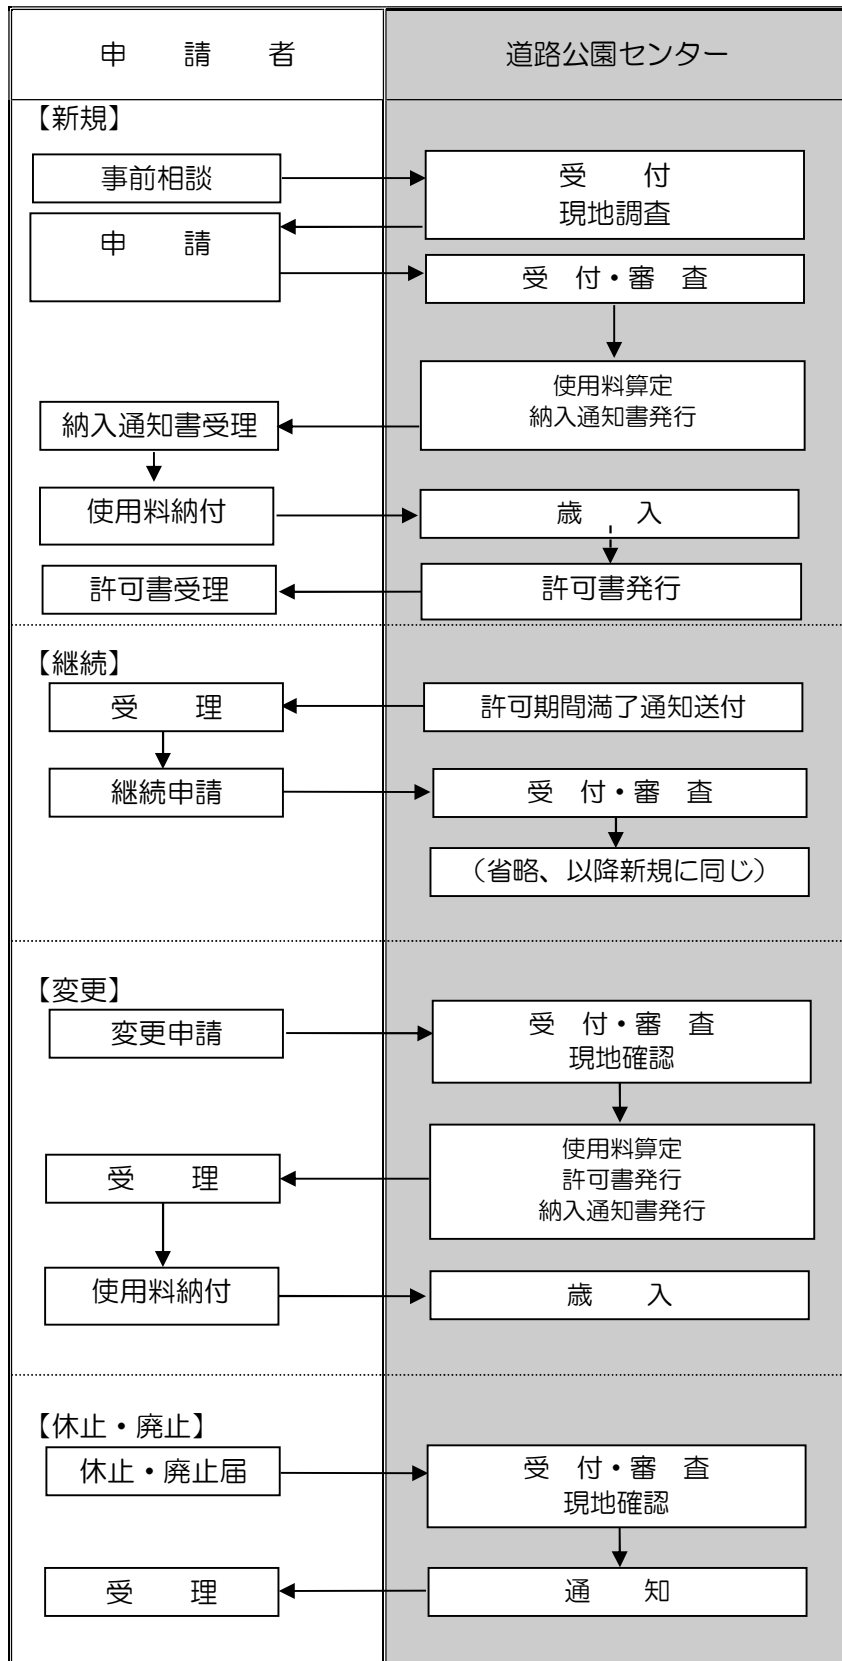 申　　請　　者
道路公園センター
【新規】
事前相談
受　　付
現地調査
申　　請
受　付・審　査
使用料算定
納入通知書発行
納入通知書受理
使用料納付
歳　　入
許可書受理
許可書発行
【継続】
受　　理
許可期間満了通知送付
継続申請
受　付・審　査
（省略、以降新規に同じ）
【変更】
変更申請
受　付・審　査
現地確認
使用料算定
許可書発行
納入通知書発行
受　　理
使用料納付
歳　　入
【休止・廃止】
休止・廃止届
受　付・審　査
現地確認
受　　理
通　　知